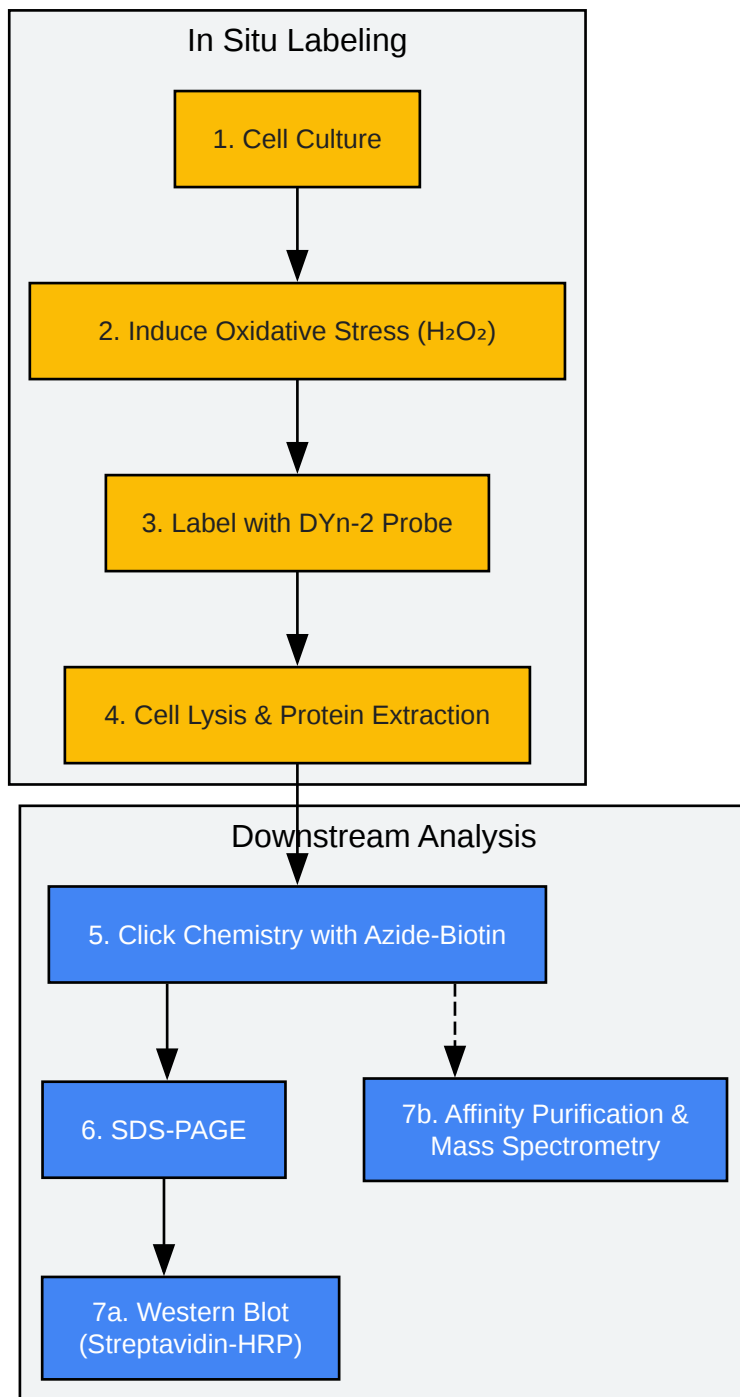 In Situ Labeling
1. Cell Culture
2. Induce Oxidative Stress (H₂O₂)
3. Label with DYn-2 Probe
4. Cell Lysis & Protein Extraction
Downstream Analysis
5. Click Chemistry with Azide-Biotin
6. SDS-PAGE
7b. Affinity Purification &
Mass Spectrometry
7a. Western Blot
(Streptavidin-HRP)